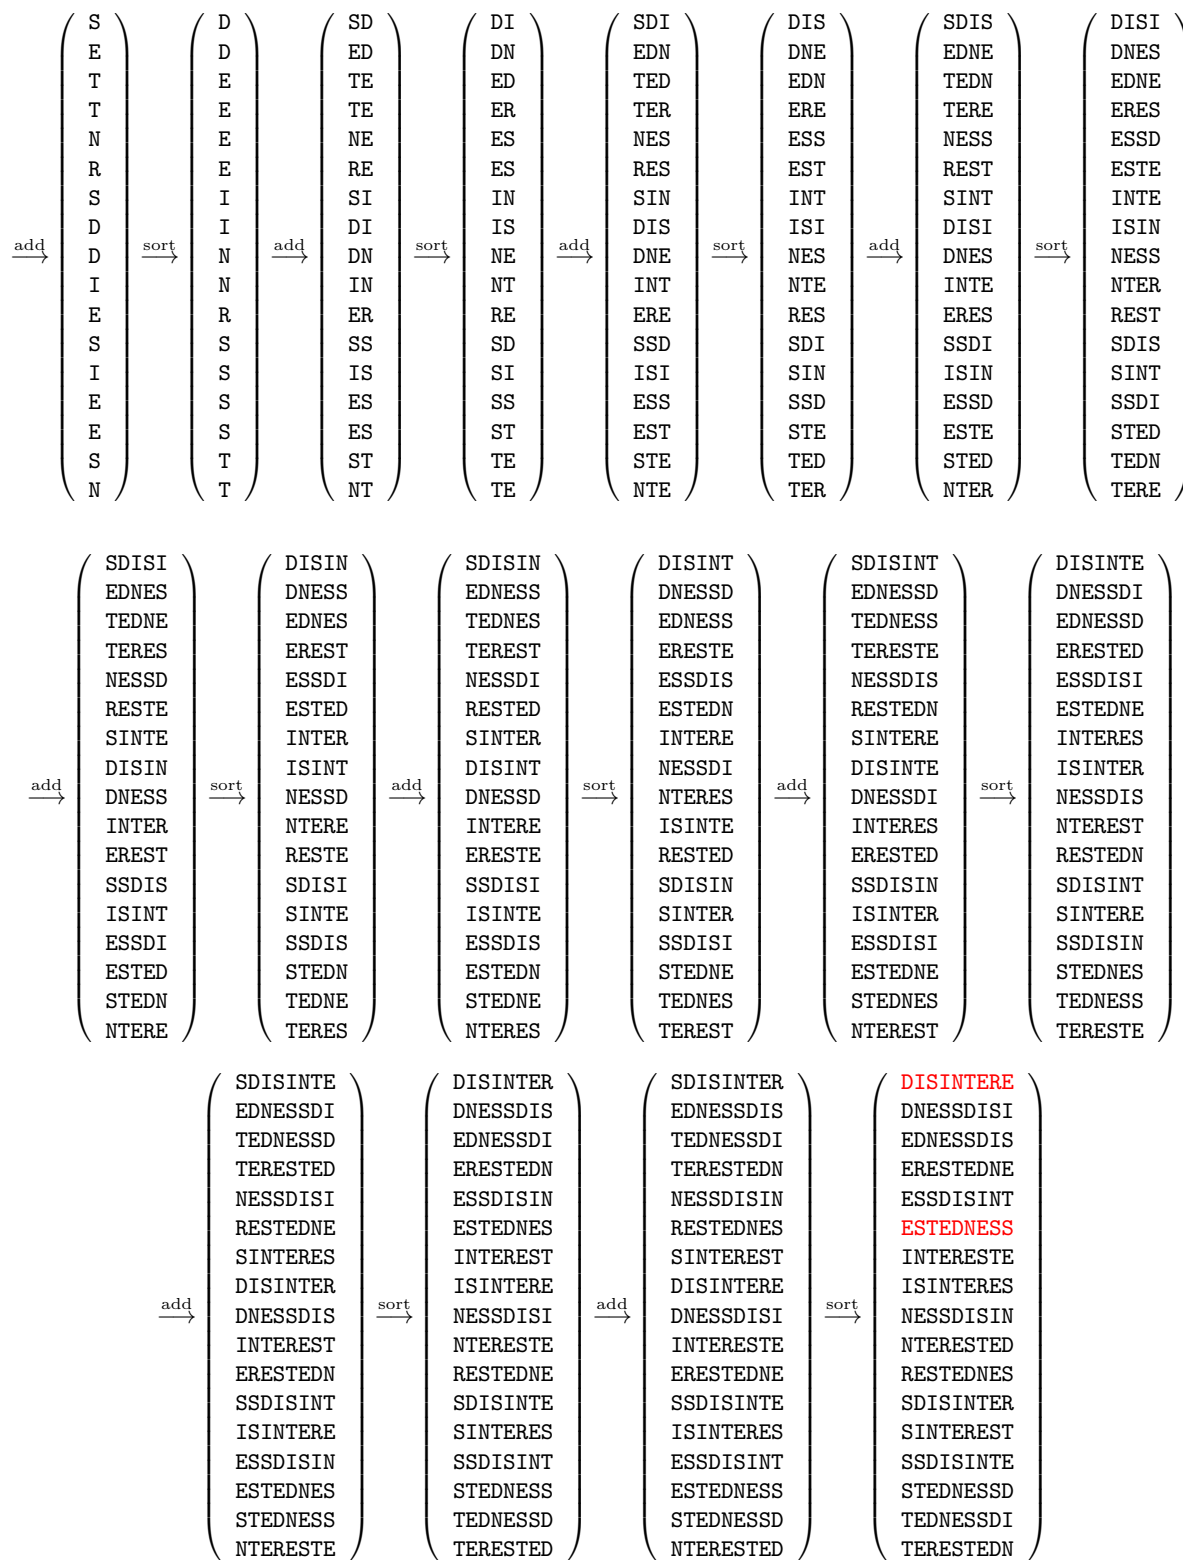 S D SD DI SDI DIS SDIS DISI
E D ED DN EDN DNE EDNE DNES
T E TE ED TED EDN TEDN EDNE
T E TE ER TER ERE TERE ERES
N E NE ES NES ESS NESS ESSD
R E RE ES RES EST REST ESTE
S I SI IN SIN INT SINT INTE
D I DI IS DIS ISI DISI ISIN
add D sort N add DN sort NE add DNE sort NES add DNES sort NESS
I N IN NT INT NTE INTE NTER
E R ER RE ERE RES ERES REST
S S SS SD SSD SDI SSDI SDIS
I S IS SI ISI SIN ISIN SINT
E S ES SS ESS SSD ESSD SSDI
E S ES ST EST STE ESTE STED
S T ST TE STE TED STED TEDN
N T NT TE NTE TER NTER TERE
SDISI DISIN SDISIN DISINT SDISINT DISINTE
EDNES DNESS EDNESS DNESSD EDNESSD DNESSDI
TEDNE EDNES TEDNES EDNESS TEDNESS EDNESSD
TERES EREST TEREST ERESTE TERESTE ERESTED
NESSD ESSDI NESSDI ESSDIS NESSDIS ESSDISI
RESTE ESTED RESTED ESTEDN RESTEDN ESTEDNE
SINTE INTER SINTER INTERE SINTERE INTERES
DISIN ISINT DISINT NESSDI DISINTE ISINTER
add DNESS sort NESSD add DNESSD sort NTERES add DNESSDI sort NESSDIS
INTER NTERE INTERE ISINTE INTERES NTEREST
EREST RESTE ERESTE RESTED ERESTED RESTEDN
SSDIS SDISI SSDISI SDISIN SSDISIN SDISINT
ISINT SINTE ISINTE SINTER ISINTER SINTERE
ESSDI SSDIS ESSDIS SSDISI ESSDISI SSDISIN
ESTED STEDN ESTEDN STEDNE ESTEDNE STEDNES
STEDN TEDNE STEDNE TEDNES STEDNES TEDNESS
NTERE TERES NTERES TEREST NTEREST TERESTE
SDISINTE DISINTER SDISINTER DISINTERE
EDNESSDI DNESSDIS EDNESSDIS DNESSDISI
TEDNESSD EDNESSDI TEDNESSDI EDNESSDIS
TERESTED ERESTEDN TERESTEDN ERESTEDNE
NESSDISI ESSDISIN NESSDISIN ESSDISINT
RESTEDNE ESTEDNES RESTEDNES ESTEDNESS
SINTERES INTEREST SINTEREST INTERESTE
DISINTER ISINTERE DISINTERE ISINTERES
add DNESSDIS sort NESSDISI add DNESSDISI sort NESSDISIN
INTEREST NTERESTE INTERESTE NTERESTED
ERESTEDN RESTEDNE ERESTEDNE RESTEDNES
SSDISINT SDISINTE SSDISINTE SDISINTER
ISINTERE SINTERES ISINTERES SINTEREST
ESSDISIN SSDISINT ESSDISINT SSDISINTE
ESTEDNES STEDNESS ESTEDNESS STEDNESSD
STEDNESS TEDNESSD STEDNESSD TEDNESSDI
NTERESTE TERESTED NTERESTED TERESTEDN